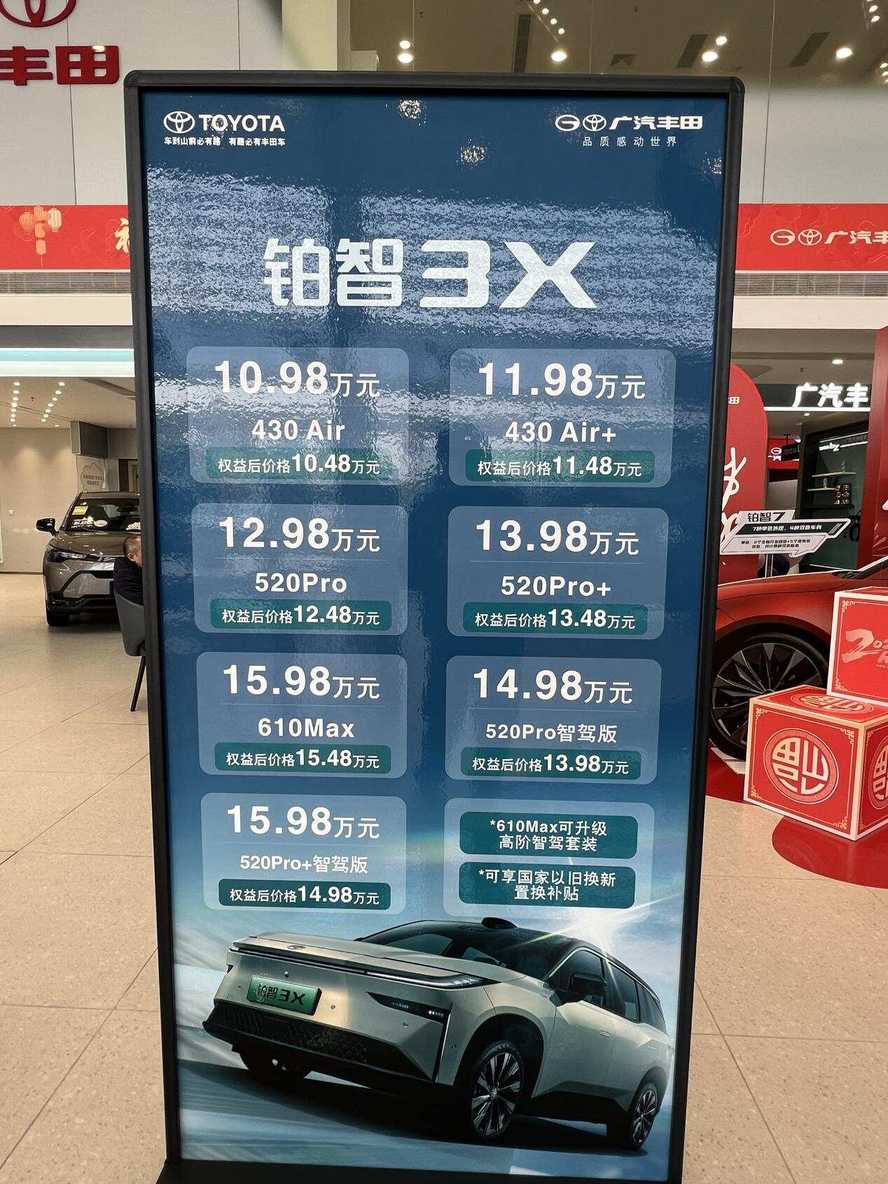 丰田
TOYOTA
车到山前必有路 有路必有丰田车
广汽丰田
品质感动世界
广汽丰
铂智3X
10.98万元
430 Air
权益后价格10.48万元
11.98万元
430 Air+
权益后价格11.48万元
12.98万元
520Pro
权益后价格12.48万元
13.98万元
520Pro+
权益后价格13.48万元
15.98万元
610Max
权益后价格15.48万元
14.98万元
520Pro智驾版
权益后价格13.98万元
15.98万元
520Pro+智驾版
权益后价格14.98万元
*610Max可升级
高阶智驾套装
*可享国家以旧换新
置换补贴
铂智3X
广汽丰
铂智7